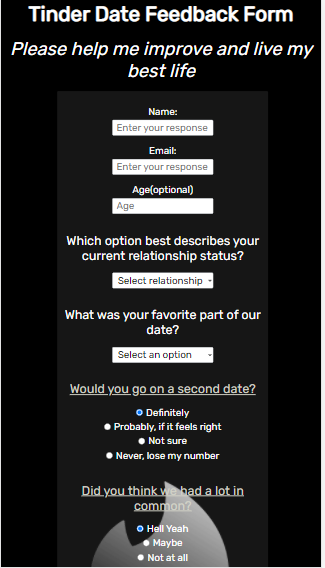 Tinder Date Feedback Form
Please help me improve and live my
best life
Name:
Enter your response
Email:
Enter your response
Age(optional)
Age
Which option best describes your
current relationship status?
Select relationship
What was your favorite part of our
date?
Select an option
Would you go on a second date?
Definitely
Probably, if it feels right
Not sure
Never, lose my number
Did you think we had a lot in
common?
Hell Yeah
Maybe
Not at all